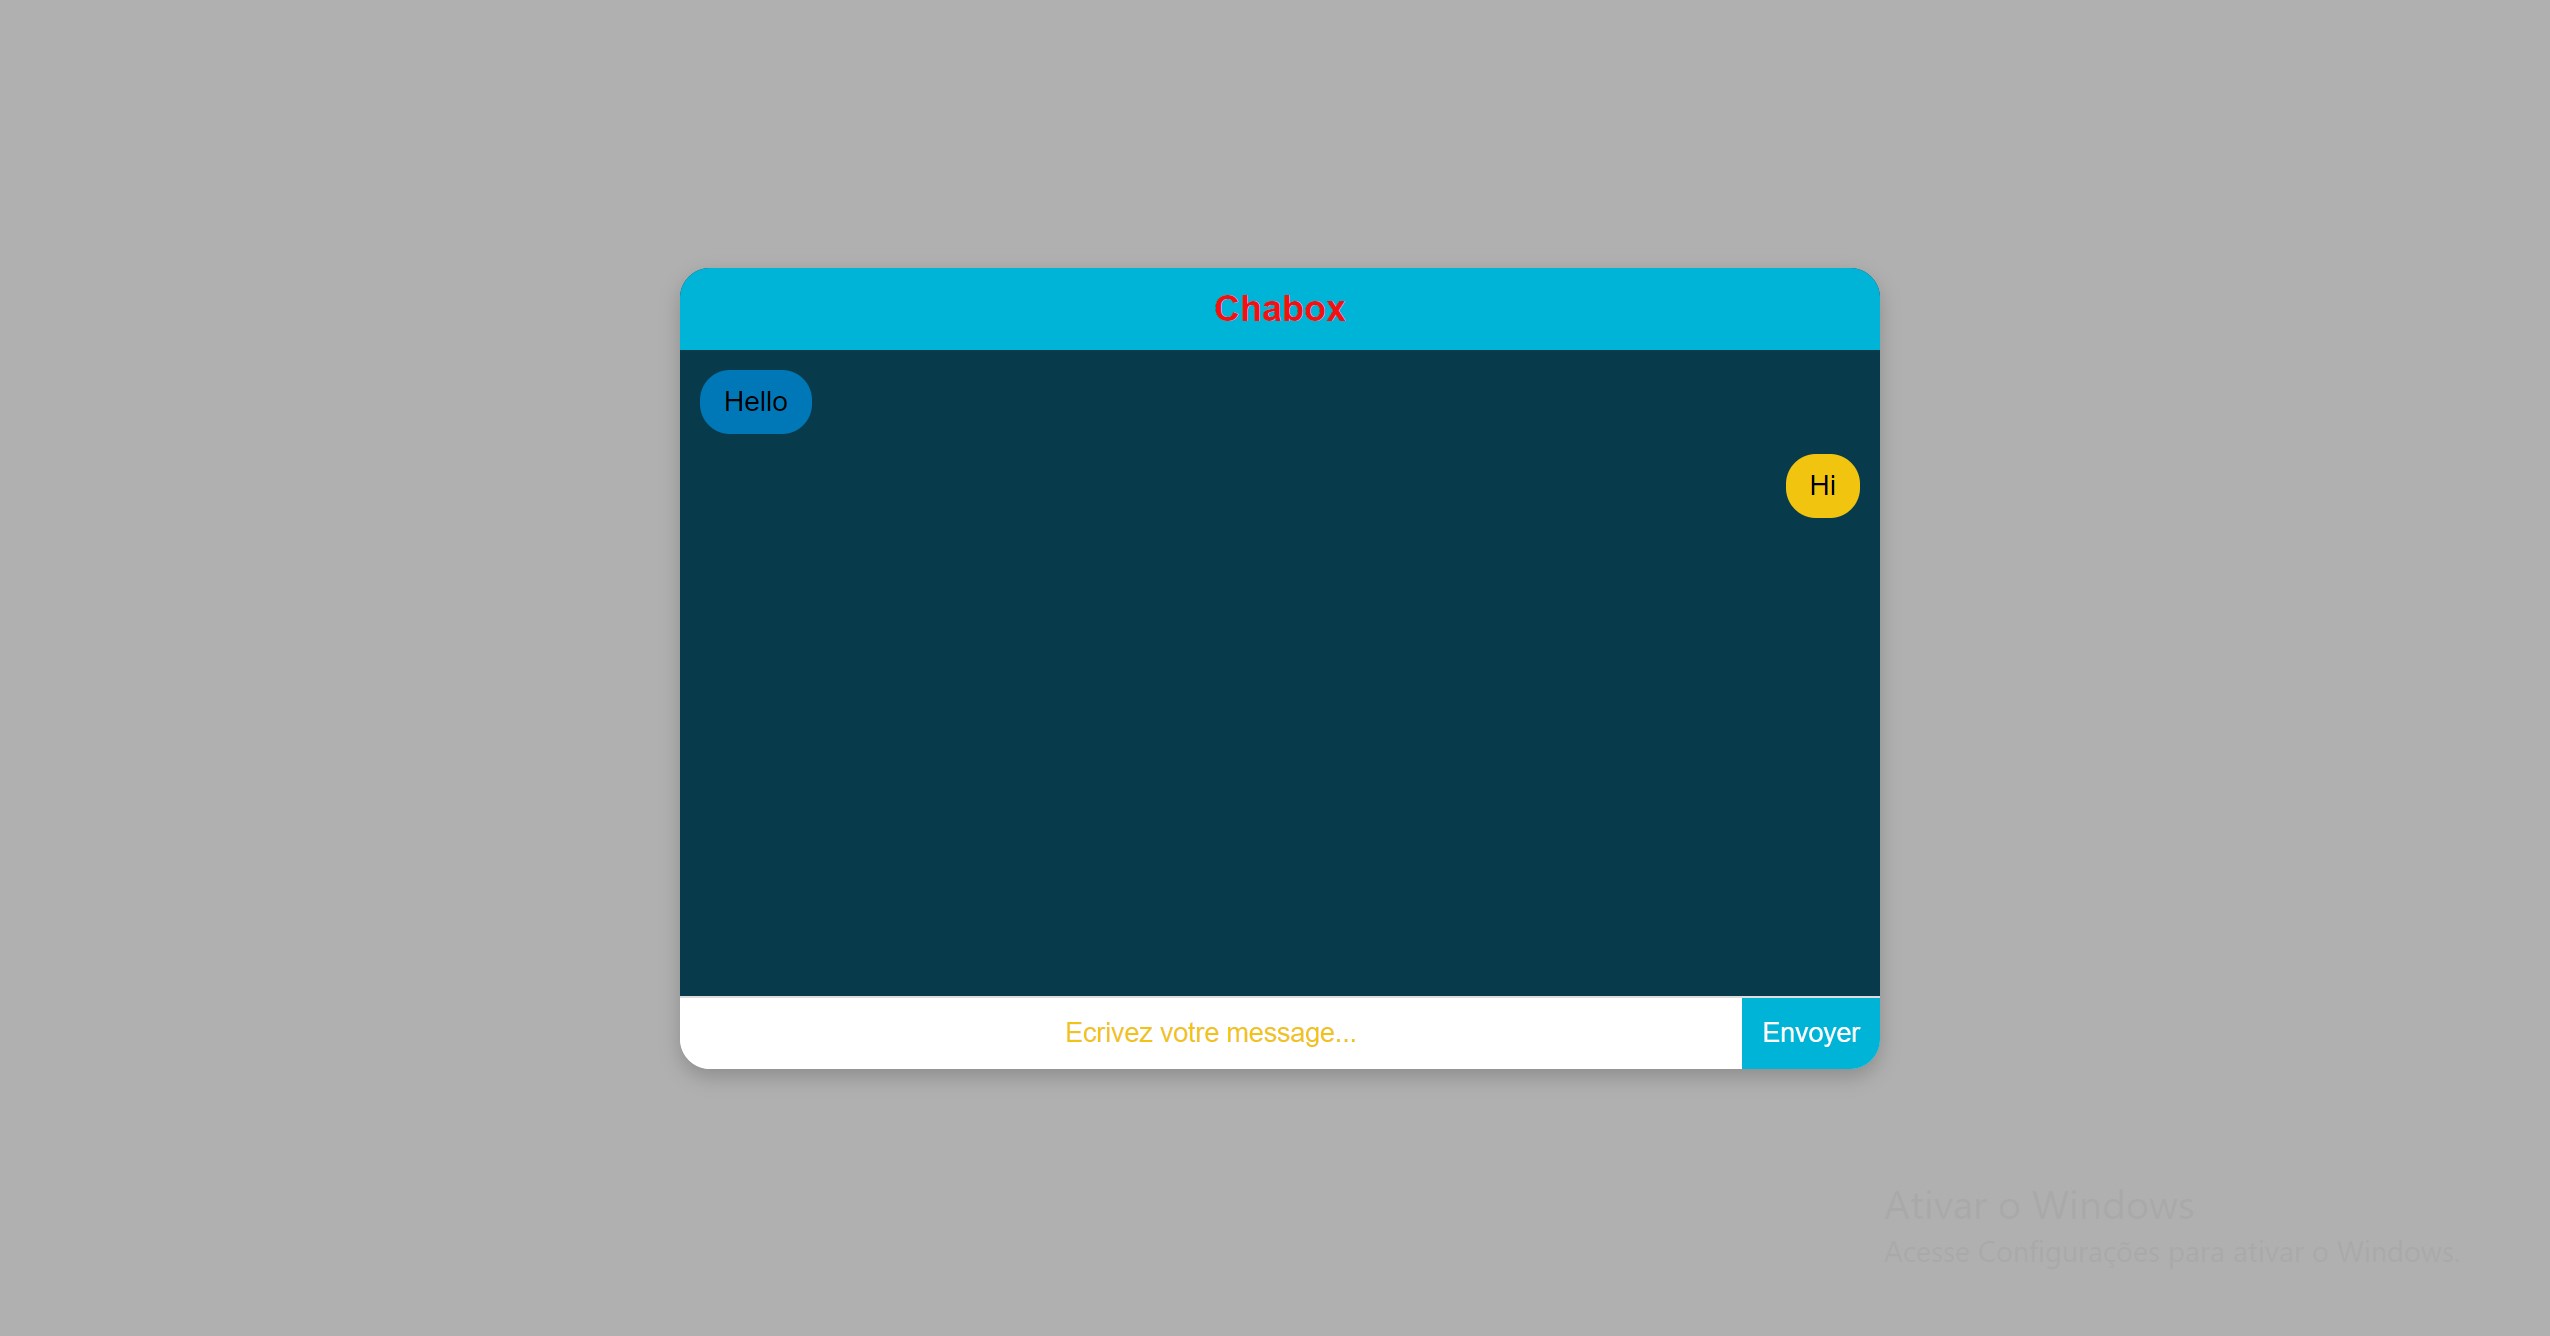 Chabox
Hello
Hi
Ecrivez votre message...
Envoyer
Ativar o Windows
Acesse Configurações para ativar o Windows.